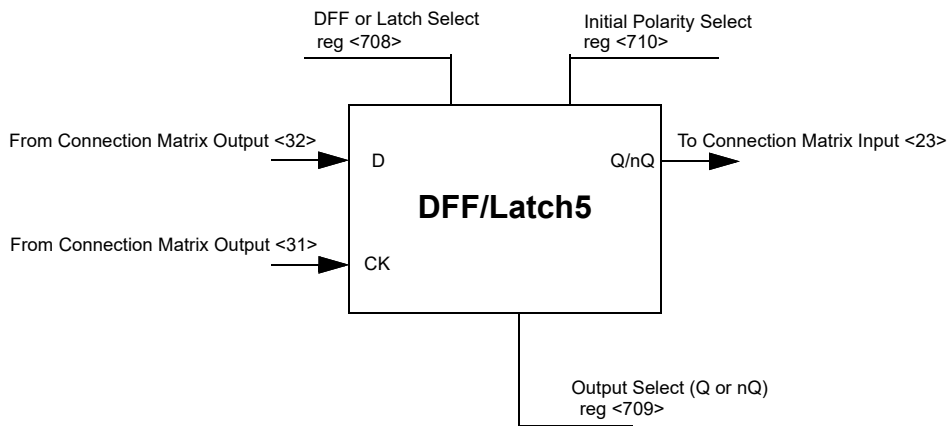 DFF or Latch Select
reg <708>
Initial Polarity Select
reg <710>
From Connection Matrix Output <32>
D
Q/nQ
To Connection Matrix Input <23>
DFF/Latch5
From Connection Matrix Output <31>
CK
Output Select (Q or nQ)
reg <709>